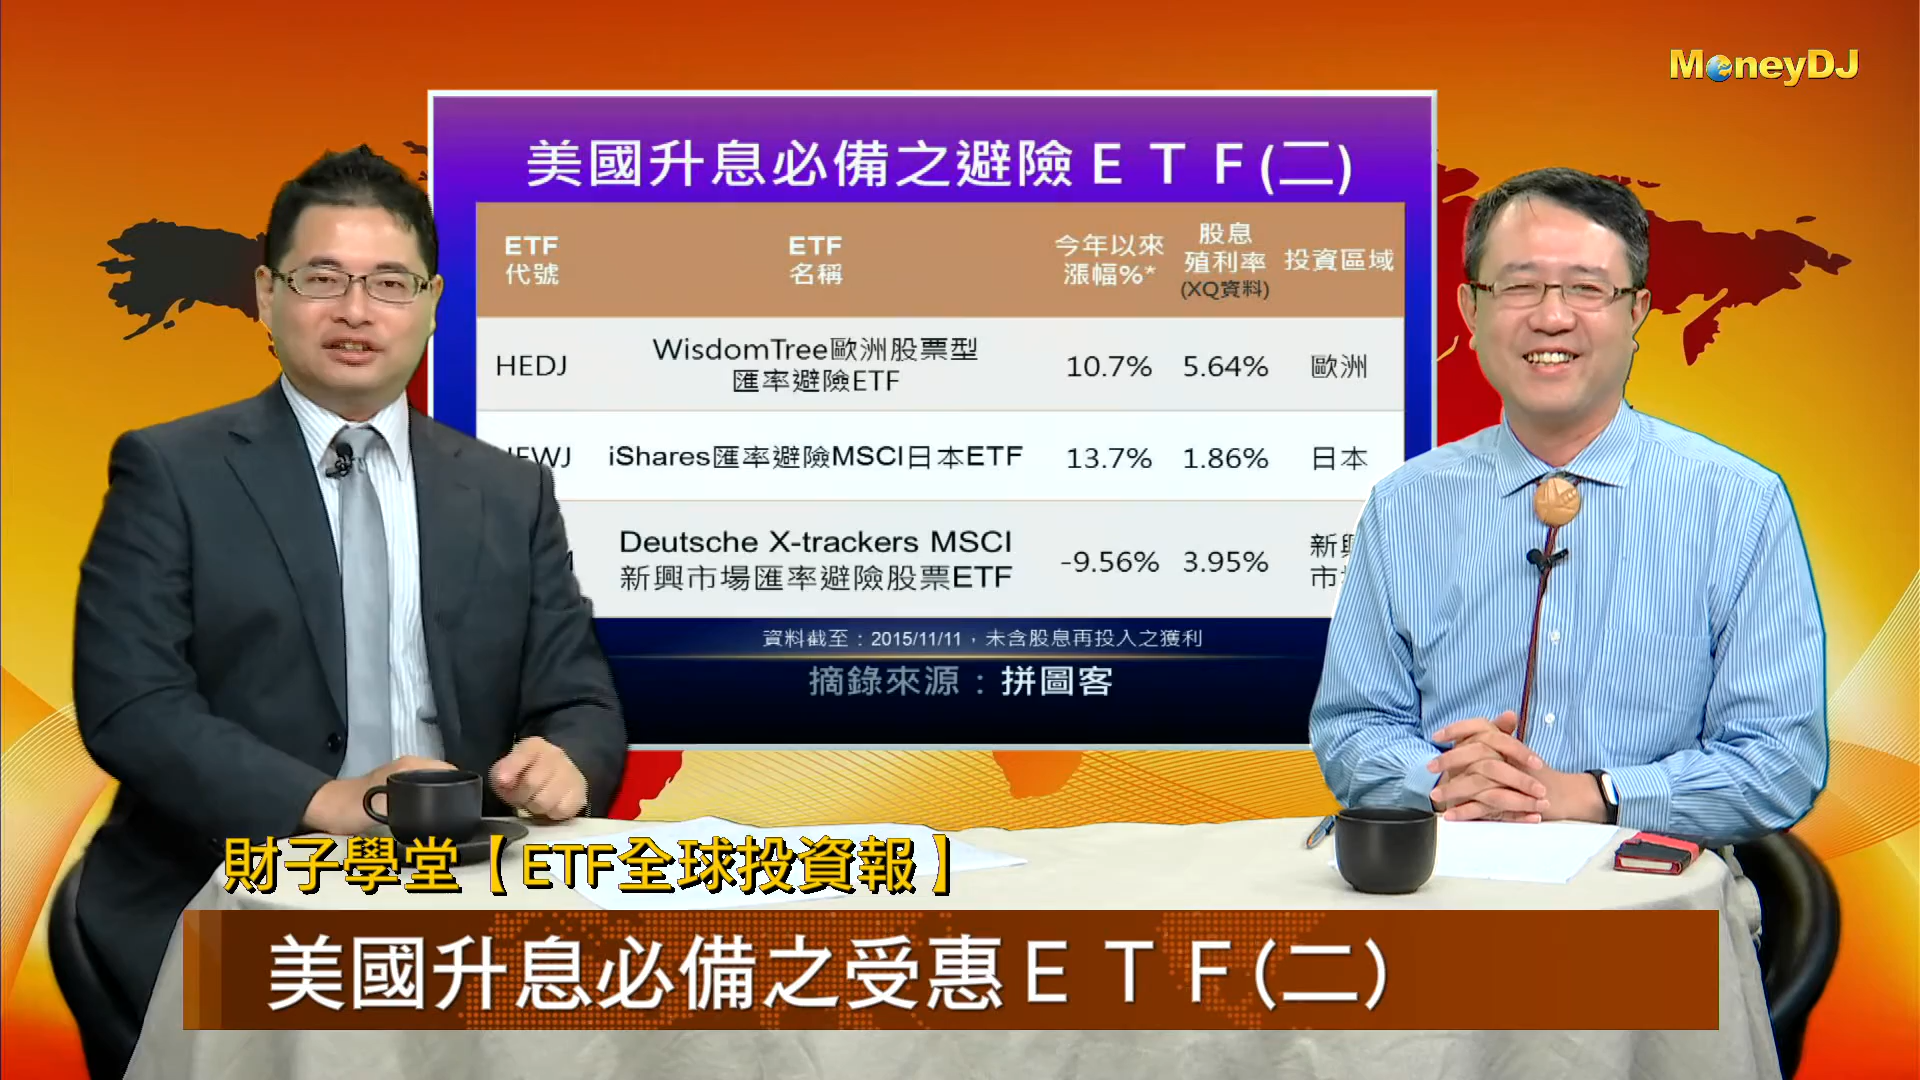 MoneyDJ
美國升息必備之避險ＥＴＦ(二)
ETF
代號
ETF
名稱
今年以來
漲幅%*
股息
殖利率
(XQ資料)
投資區域
HEDJ
WisdomTree歐洲股票型
匯率避險ETF
10.7%
5.64%
歐洲
iShares匯率避險MSCI日本ETF
13.7%
1.86%
日本
Deutsche X-trackers MSCI
新興市場匯率避險股票ETF
-9.56%
3.95%
新
市
資料截至：2015/11/11，未含股息再投入之獲利
摘錄來源：拼圖客
財子學堂【ETF全球投資報】
美國升息必備之受惠ＥＴＦ(二)